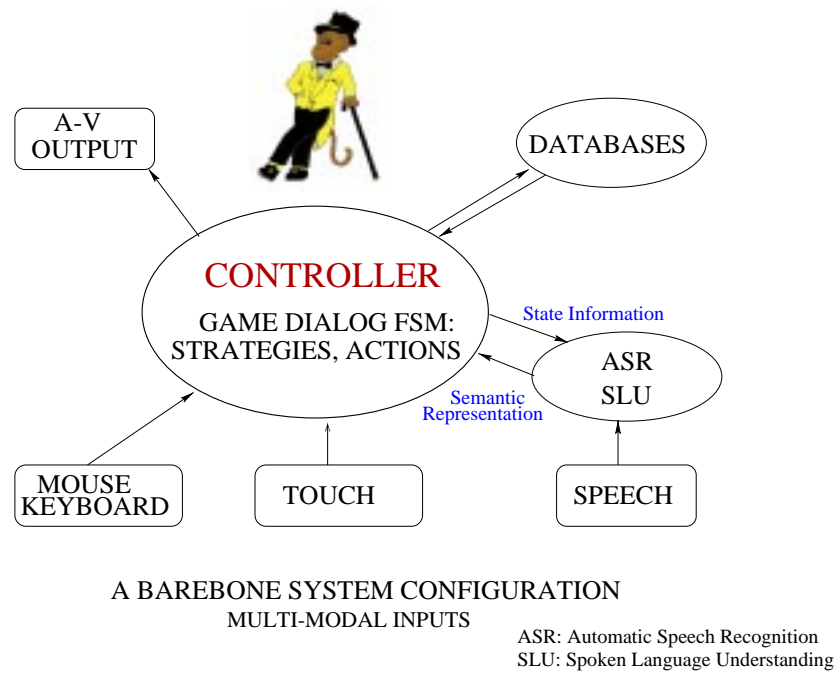 A-V
OUTPUT
DATABASES
CONTROLLER
GAME DIALOG FSM:
STRATEGIES, ACTIONS
State Information
ASR
SLU
Semantic
Representation
MOUSE
KEYBOARD
TOUCH
SPEECH
A BAREBONE SYSTEM CONFIGURATION
MULTI-MODAL INPUTS
ASR: Automatic Speech Recognition
SLU: Spoken Language Understanding